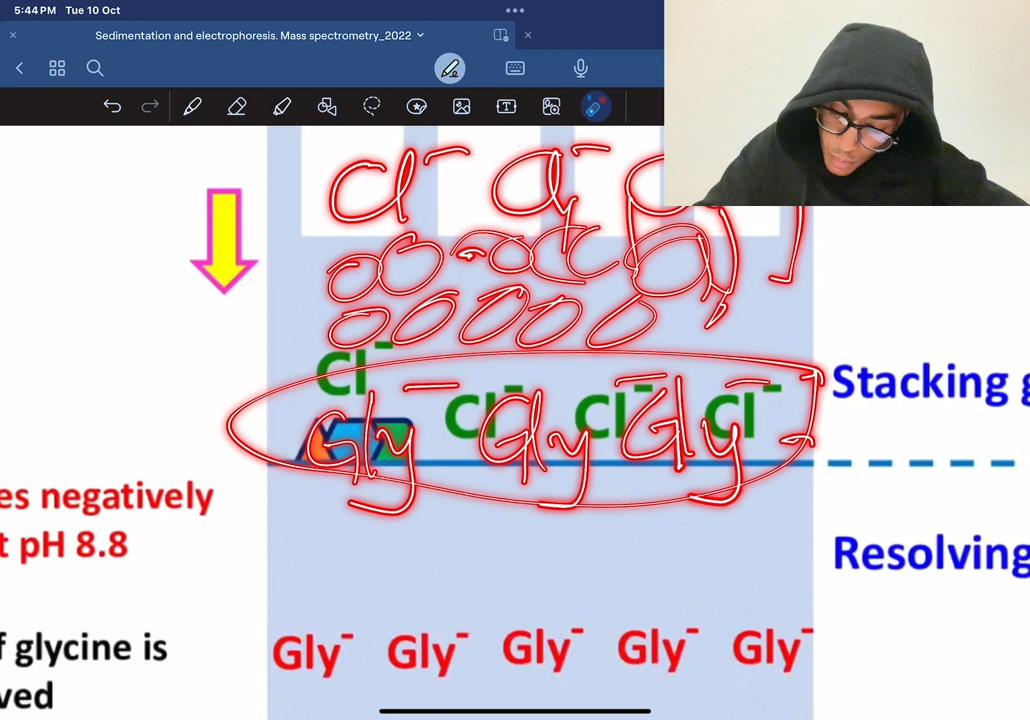 5:44 PM Tue 10 Oct
Sedimentation and electrophoresis. Mass spectrometry_2022
Cl⁻ Cl⁻
Cl⁻
Cl⁻ Cl⁻ Cl⁻
Gly⁻ Gly⁻ Gly⁻
Stacking g
es negatively
t pH 8.8
Resolving
f glycine is
ved
Gly⁻ Gly⁻ Gly⁻ Gly⁻ Gly⁻